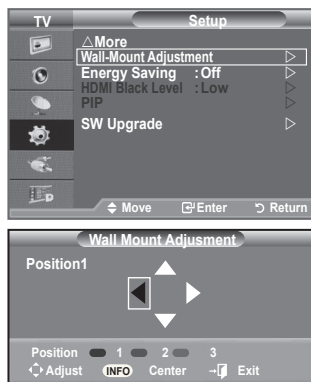 TV Setup
△More
Wall-Mount Adjustment ▷
Energy Saving : Off ▷
HDMI Black Level : Low ▷
PIP ▷
SW Upgrade ▷
Move Enter Return
Wall Mount Adjusment
Position1
Position 1 2 3
Adjust INFO Center Exit